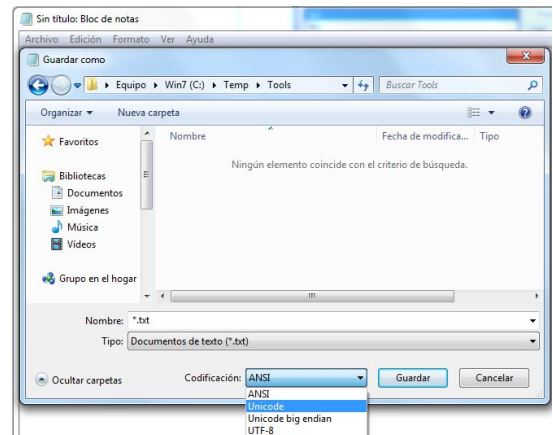 Sin título: Bloc de notas
Archivo Edición Formato Ver Ayuda
Guardar como
Equipo Win7 (C:) Temp Tools
Buscar Tools
Organizar Nueva carpeta
Favoritos
Bibliotecas
Documentos
Imágenes
Música
Vídeos
Grupo en el hogar
Nombre Fecha de modifica... Tipo
Ningún elemento coincide con el criterio de búsqueda.
Nombre: *.txt
Tipo: Documentos de texto (*.txt)
Ocultar carpetas Codificación: ANSI Guardar Cancelar
ANSI
Unicode
Unicode big endian
UTF-8